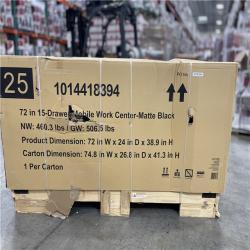 25
1014418394
72 in 15-Drawer Mobile Work Center-Matte Black
NW: 460.3 lbs / GW: 506.5 lbs
Product Dimension: 72 in W x 24 in D x 38.9 in H
Carton Dimension: 74.8 in W x 26.8 in D x 41.3 in H
1 Per Carton